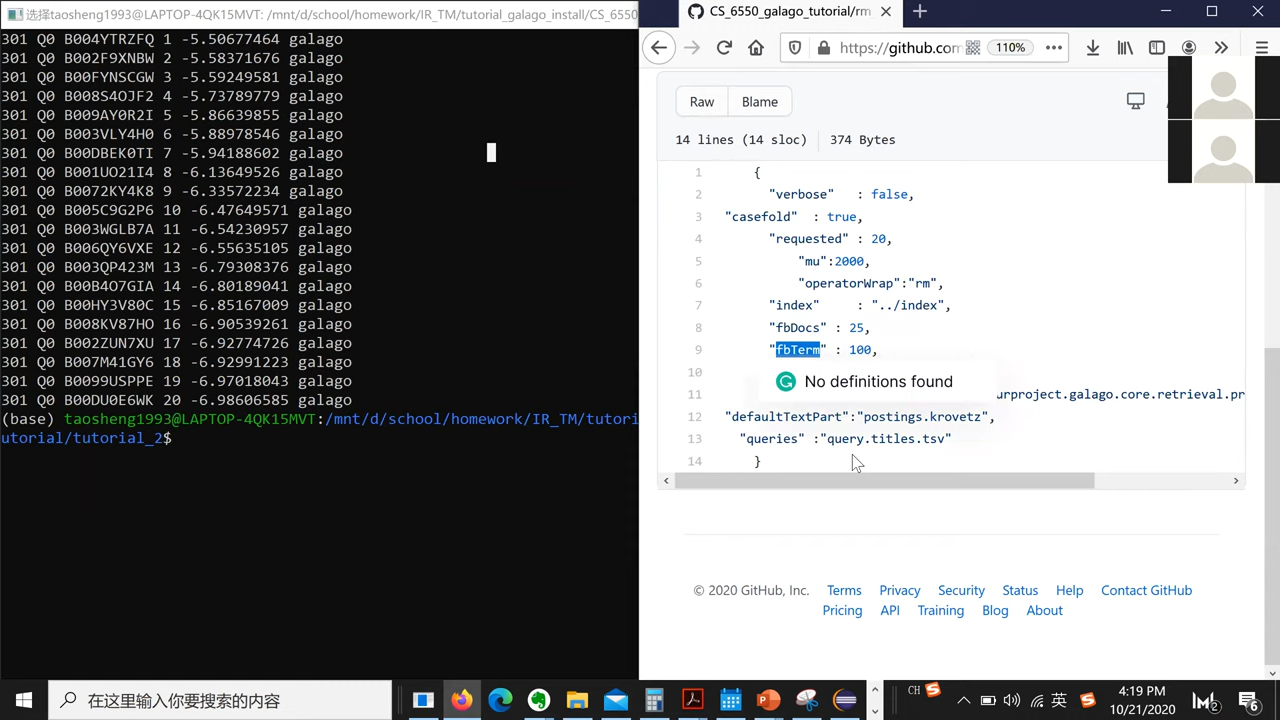 选择taosheng1993@LAPTOP-4QK15MVT: /mnt/d/school/homework/IR_TM/tutorial_galago_install/CS_6550
301 Q0 B004YTRZFQ 1 -5.50677464 galago
301 Q0 B002F9XNBW 2 -5.58371676 galago
301 Q0 B00FYNSCGW 3 -5.59249581 galago
301 Q0 B008S4OJF2 4 -5.73789779 galago
301 Q0 B009AY0R2I 5 -5.86639855 galago
301 Q0 B003VLY4H0 6 -5.88978546 galago
301 Q0 B00DBEK0TI 7 -5.94188602 galago
301 Q0 B001UO21I4 8 -6.13649526 galago
301 Q0 B0072KY4K8 9 -6.33572234 galago
301 Q0 B005C9G2P6 10 -6.47649571 galago
301 Q0 B003WGLB7A 11 -6.54230957 galago
301 Q0 B006QY6VXE 12 -6.55635105 galago
301 Q0 B003QP423M 13 -6.79308376 galago
301 Q0 B00B4O7GIA 14 -6.80189041 galago
301 Q0 B00HY3V80C 15 -6.85167009 galago
301 Q0 B008KV87HO 16 -6.90539261 galago
301 Q0 B002ZUN7XU 17 -6.92774726 galago
301 Q0 B007M41GY6 18 -6.92991223 galago
301 Q0 B0099USPPE 19 -6.97018043 galago
301 Q0 B00DU0E6WK 20 -6.98606585 galago
(base) taosheng1993@LAPTOP-4QK15MVT:/mnt/d/school/homework/IR_TM/tutori
utorial/tutorial_2$
CS_6550_galago_tutorial/rm
https://github.com 110%
Raw Blame
14 lines (14 sloc) 374 Bytes
1 {
2 "verbose" : false,
3 "casefold" : true,
4 "requested" : 20,
5 "mu":2000,
6 "operatorWrap":"rm",
7 "index" : "../index",
8 "fbDocs" : 25,
9 "fbTerm" : 100,
10
No definitions found
11 urproject.galago.core.retrieval.pr
12 "defaultTextPart":"postings.krovetz",
13 "queries" :"query.titles.tsv"
14 }
© 2020 GitHub, Inc. Terms Privacy Security Status Help Contact GitHub
Pricing API Training Blog About
在这里输入你要搜索的内容
CH 英 4:19 PM
10/21/2020
2 6